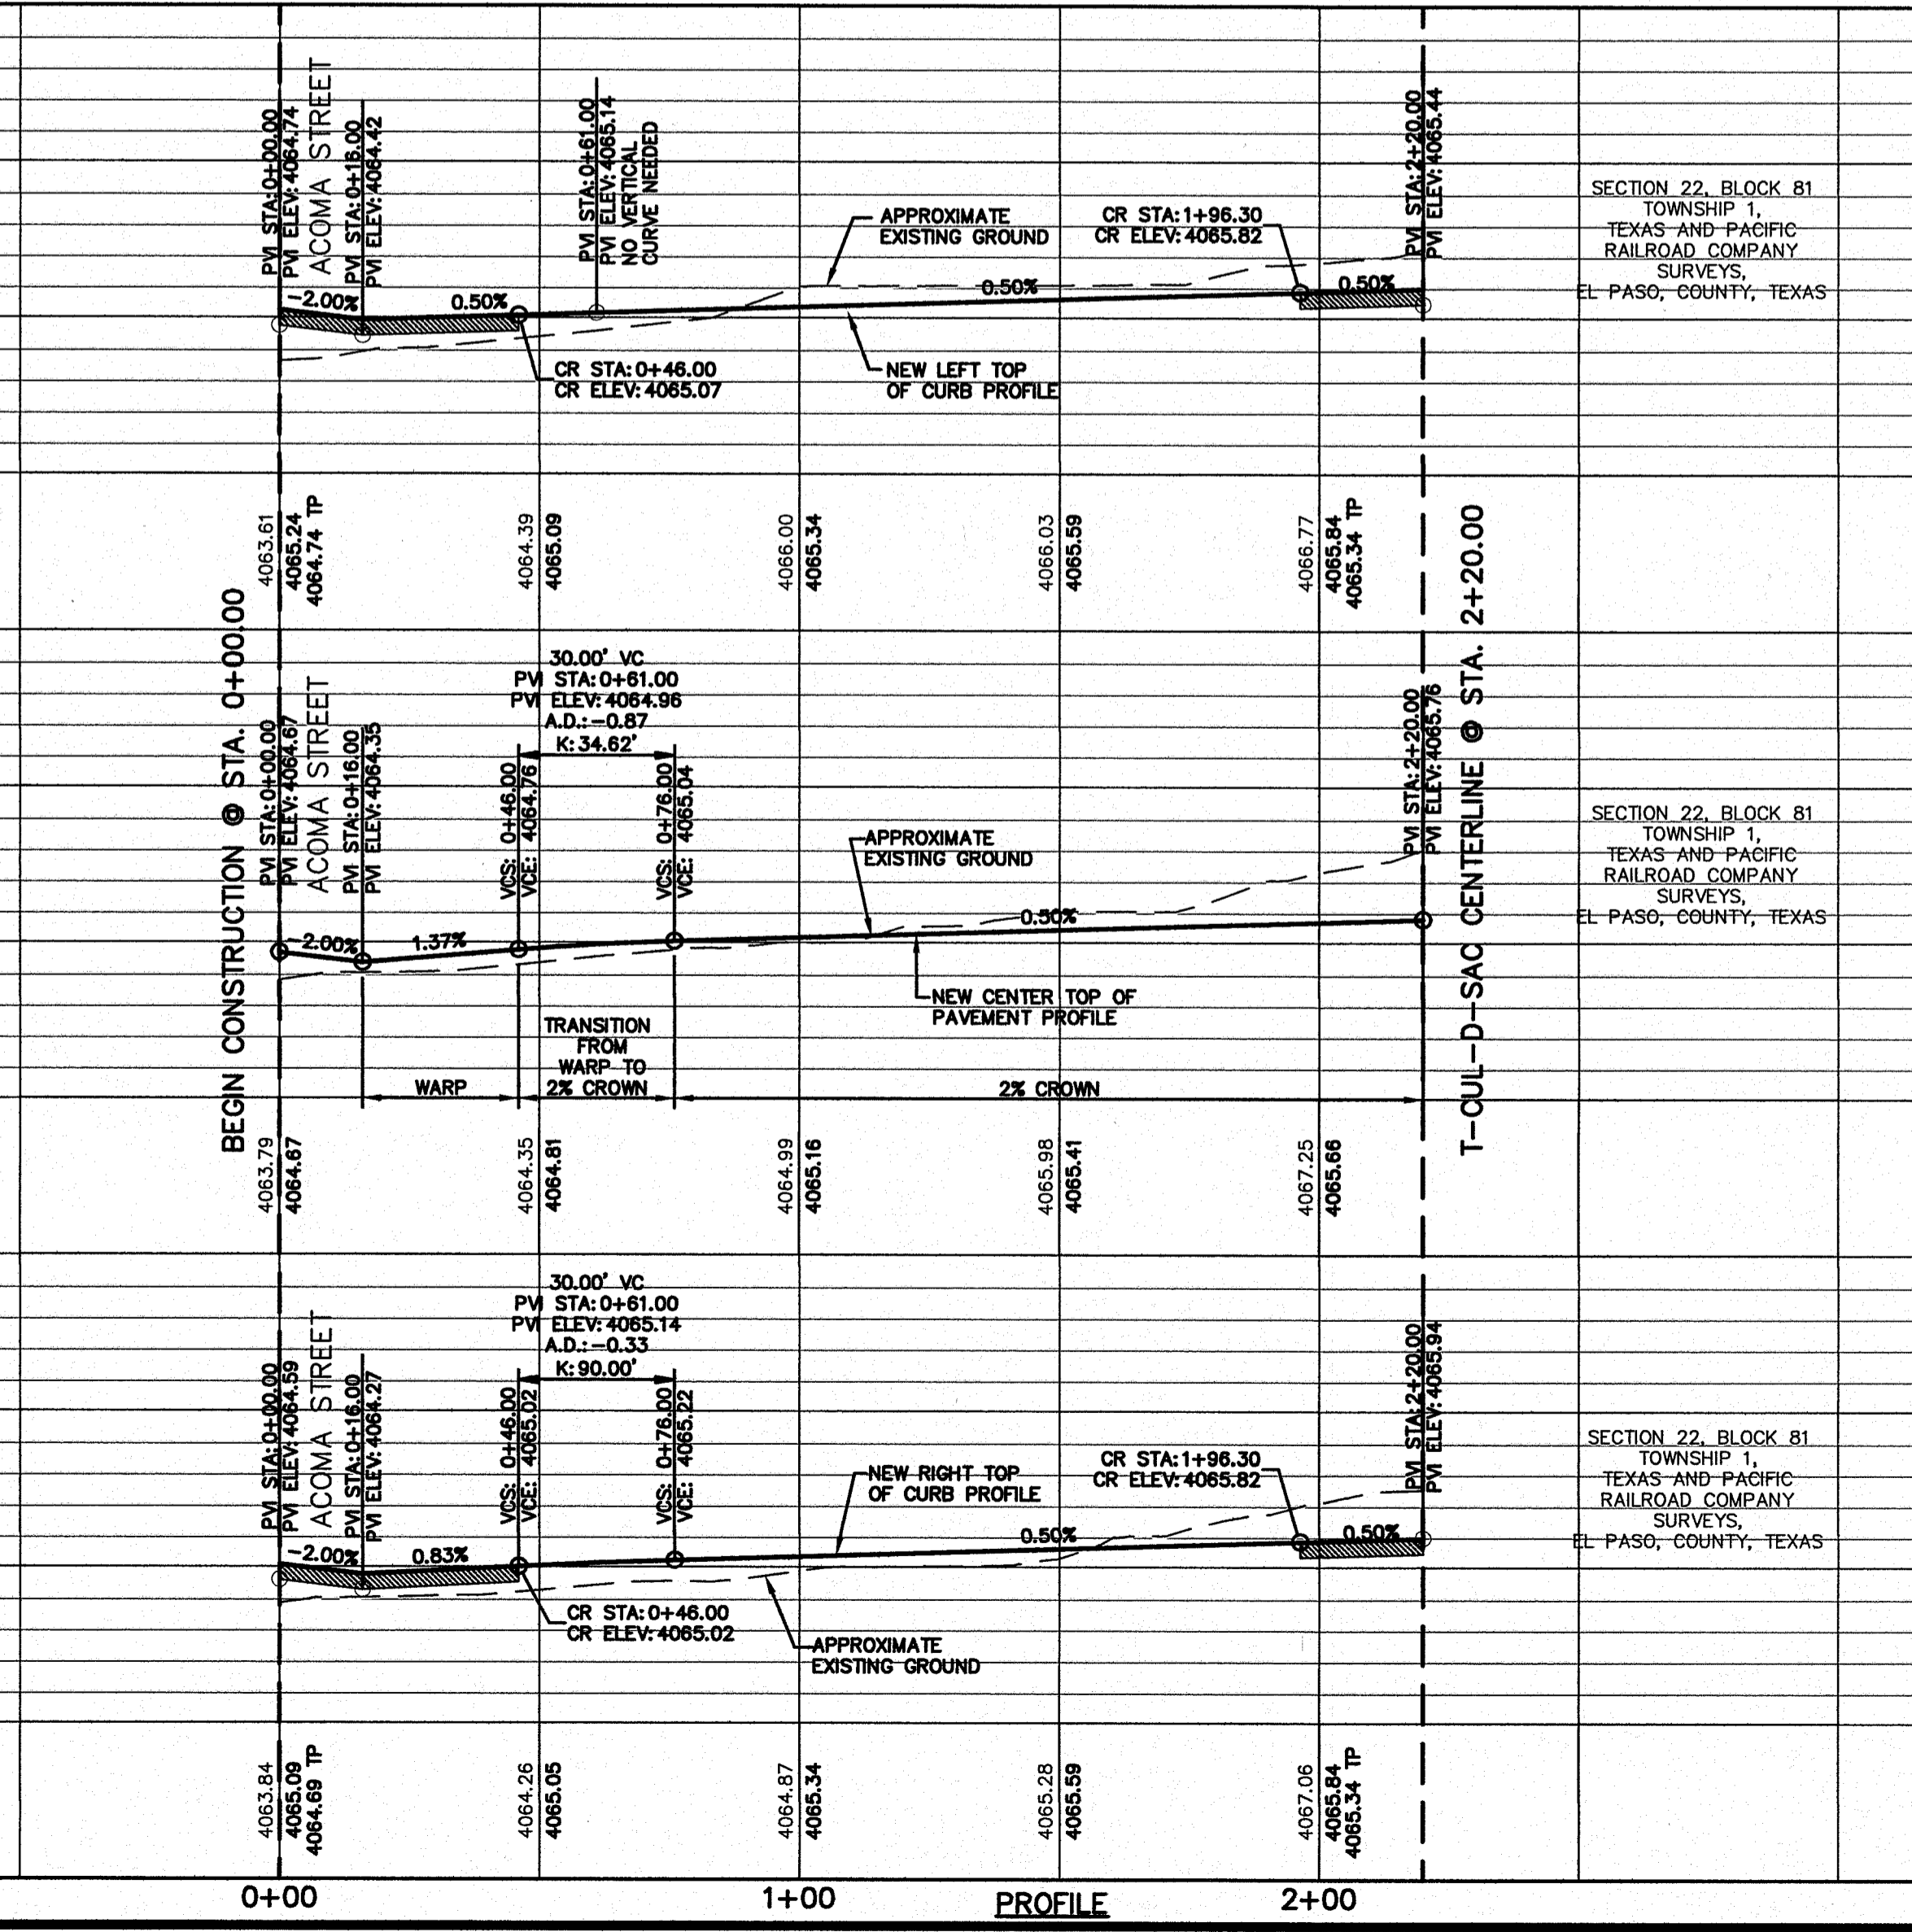 PVI STA: 0+00.00
PVI ELEV: 4064.74
ACOMA STREET
PVI STA: 0+16.00
PVI ELEV: 4064.42
PVI STA: 0+61.00
PVI ELEV: 4065.14
NO VERTICAL
CURVE NEEDED
APPROXIMATE
EXISTING GROUND
CR STA: 1+96.30
CR ELEV: 4065.82
PVI STA: 2+20.00
PVI ELEV: 4065.44
SECTION 22, BLOCK 81
TOWNSHIP 1,
TEXAS AND PACIFIC
RAILROAD COMPANY
SURVEYS,
EL PASO, COUNTY, TEXAS
-2.00%
0.50%
0.50%
0.50%
CR STA: 0+46.00
CR ELEV: 4065.07
NEW LEFT TOP
OF CURB PROFILE
4063.61
4065.24
4064.74 TP
4064.39
4065.09
4066.00
4065.34
4066.03
4065.59
4066.77
4065.84
4065.34 TP
BEGIN CONSTRUCTION @ STA. 0+00.00
T-CUL-D-SAC CENTERLINE @ STA. 2+20.00
PVI STA: 0+00.00
PVI ELEV: 4064.67
ACOMA STREET
PVI STA: 0+16.00
PVI ELEV: 4064.35
30.00' VC
PVI STA: 0+61.00
PVI ELEV: 4064.96
A.D.: -0.87
K: 34.62'
VCS: 0+46.00
VCE: 4064.76
VCS: 0+76.00
VCE: 4065.04
APPROXIMATE
EXISTING GROUND
PVI STA: 2+20.00
PVI ELEV: 4065.76
SECTION 22, BLOCK 81
TOWNSHIP 1,
TEXAS AND PACIFIC
RAILROAD COMPANY
SURVEYS,
EL PASO, COUNTY, TEXAS
-2.00%
1.37%
0.50%
NEW CENTER TOP OF
PAVEMENT PROFILE
WARP
TRANSITION
FROM
WARP TO
2% CROWN
2% CROWN
4063.79
4064.67
4064.35
4064.81
4064.99
4065.16
4065.98
4065.41
4067.25
4065.66
PVI STA: 0+00.00
PVI ELEV: 4064.59
ACOMA STREET
PVI STA: 0+16.00
PVI ELEV: 4064.27
30.00' VC
PVI STA: 0+61.00
PVI ELEV: 4065.14
A.D.: -0.33
K: 90.00'
VCS: 0+46.00
VCE: 4065.02
VCS: 0+76.00
VCE: 4065.22
NEW RIGHT TOP
OF CURB PROFILE
CR STA: 1+96.30
CR ELEV: 4065.82
PVI STA: 2+20.00
PVI ELEV: 4065.94
SECTION 22, BLOCK 81
TOWNSHIP 1,
TEXAS AND PACIFIC
RAILROAD COMPANY
SURVEYS,
EL PASO, COUNTY, TEXAS
-2.00%
0.83%
0.50%
0.50%
CR STA: 0+46.00
CR ELEV: 4065.02
APPROXIMATE
EXISTING GROUND
4063.84
4065.09
4064.69 TP
4064.26
4065.05
4064.87
4065.34
4065.28
4065.59
4067.06
4065.84
4065.34 TP
0+00
1+00
PROFILE
2+00